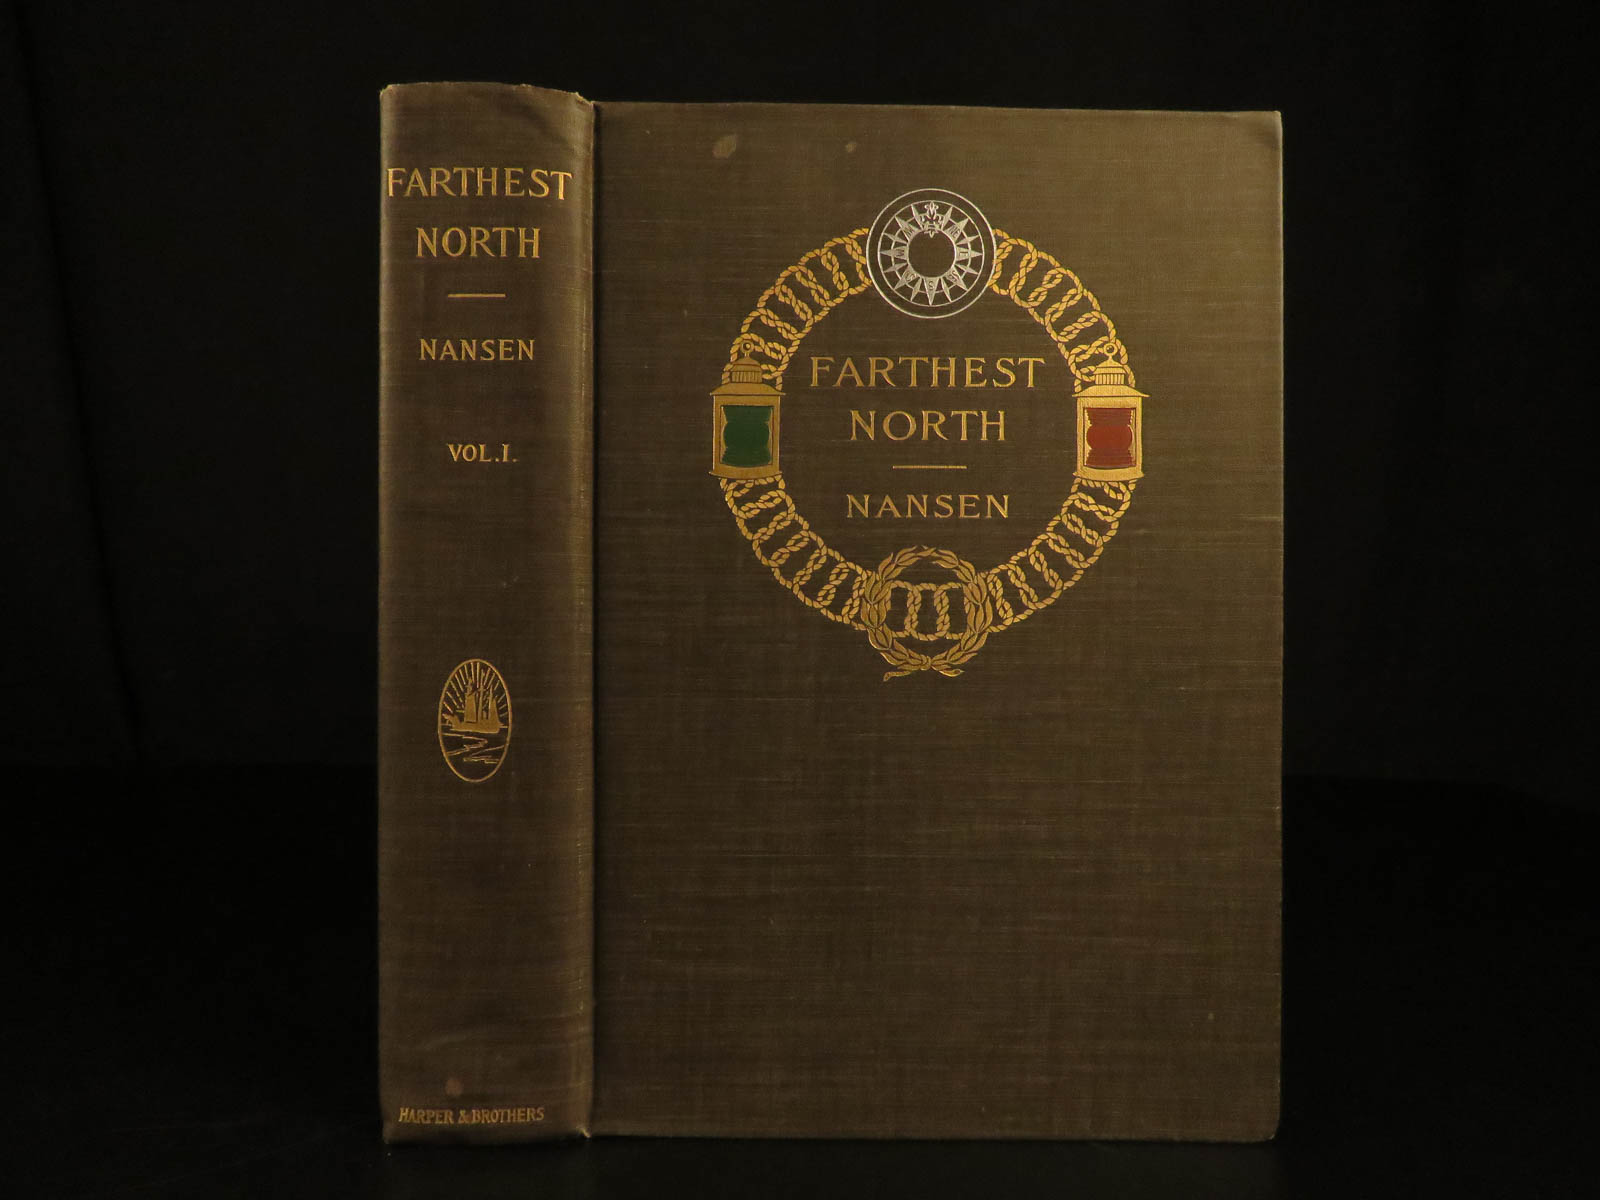 FARTHEST
NORTH
NANSEN
VOL.I.
HARPER & BROTHERS
FARTHEST
NORTH
NANSEN